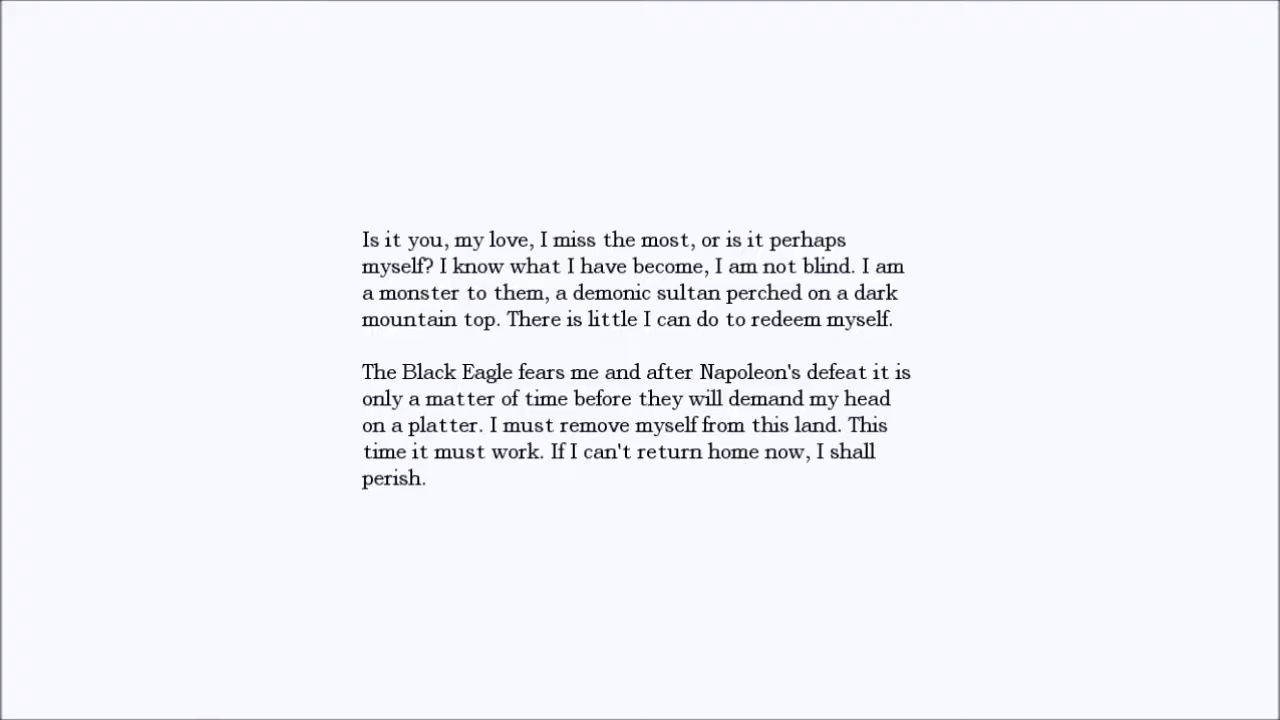 Is it you, my love, I miss the most, or is it perhaps
myself? I know what I have become, I am not blind. I am
a monster to them, a demonic sultan perched on a dark
mountain top. There is little I can do to redeem myself.
The Black Eagle fears me and after Napoleon's defeat it is
only a matter of time before they will demand my head
on a platter. I must remove myself from this land. This
time it must work. If I can't return home now, I shall
perish.